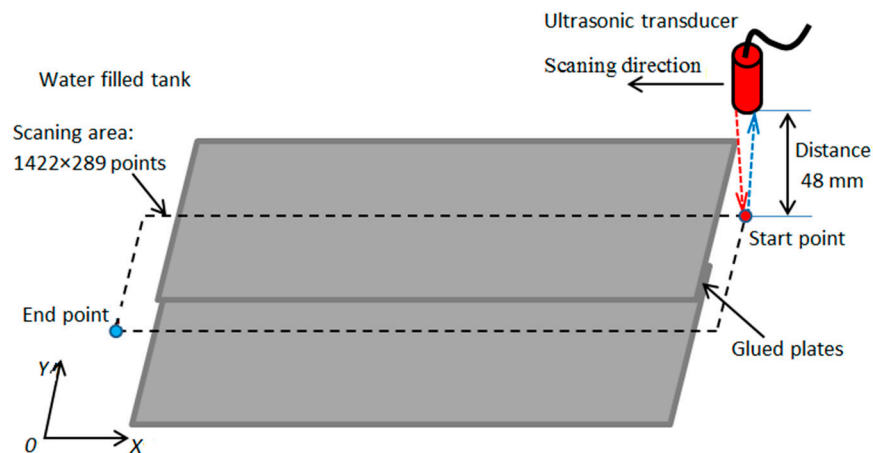 Ultrasonic transducer
Scaning direction
Water filled tank
Scaning area:
1422×289 points
Distance
48 mm
Start point
End point
Glued plates
Y
O
X